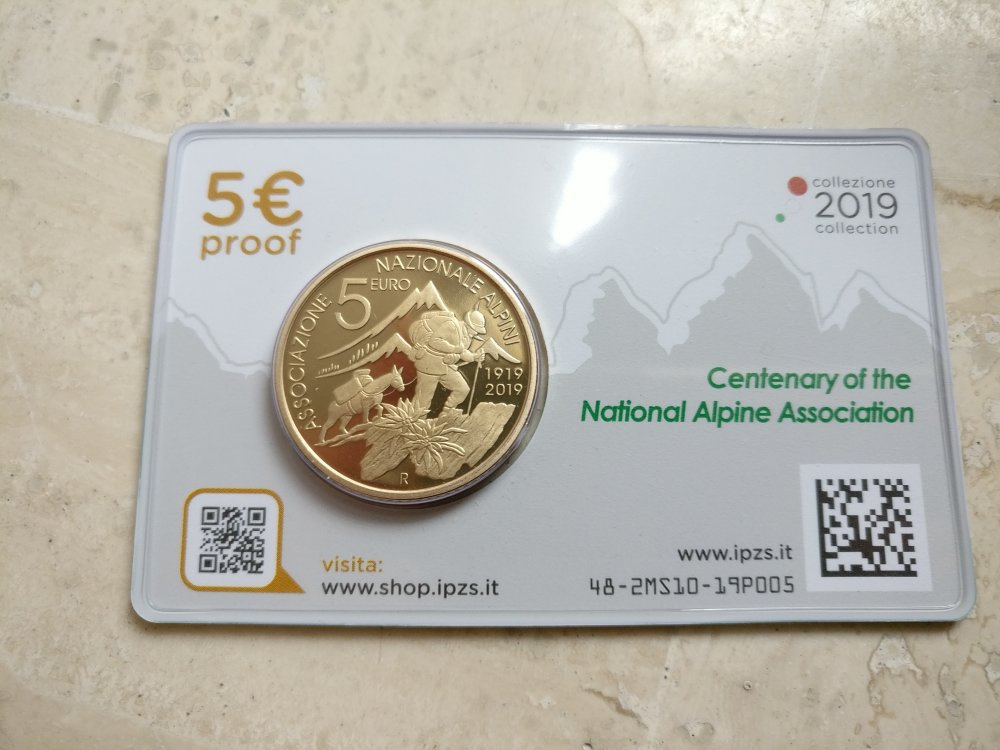 5€
proof
collezione
2019
collection
ASSOCIAZIONE NAZIONALE ALPINI
5 EURO
1919
2019
R
Centenary of the
National Alpine Association
visita:
www.shop.ipzs.it
www.ipzs.it
48-2MS10-19P005